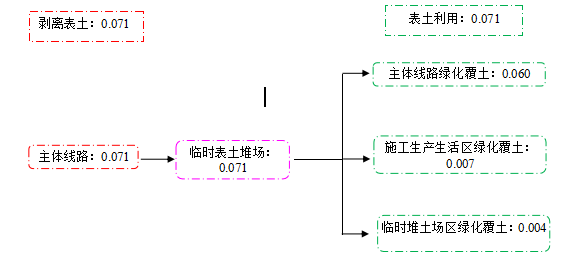 剥离表土：0.071
表土利用：0.071
主体线路：0.071
临时表土堆场：
0.071
主体线路绿化覆土：0.060
施工生产生活区绿化覆土：
0.007
临时堆土场区绿化覆土：0.004